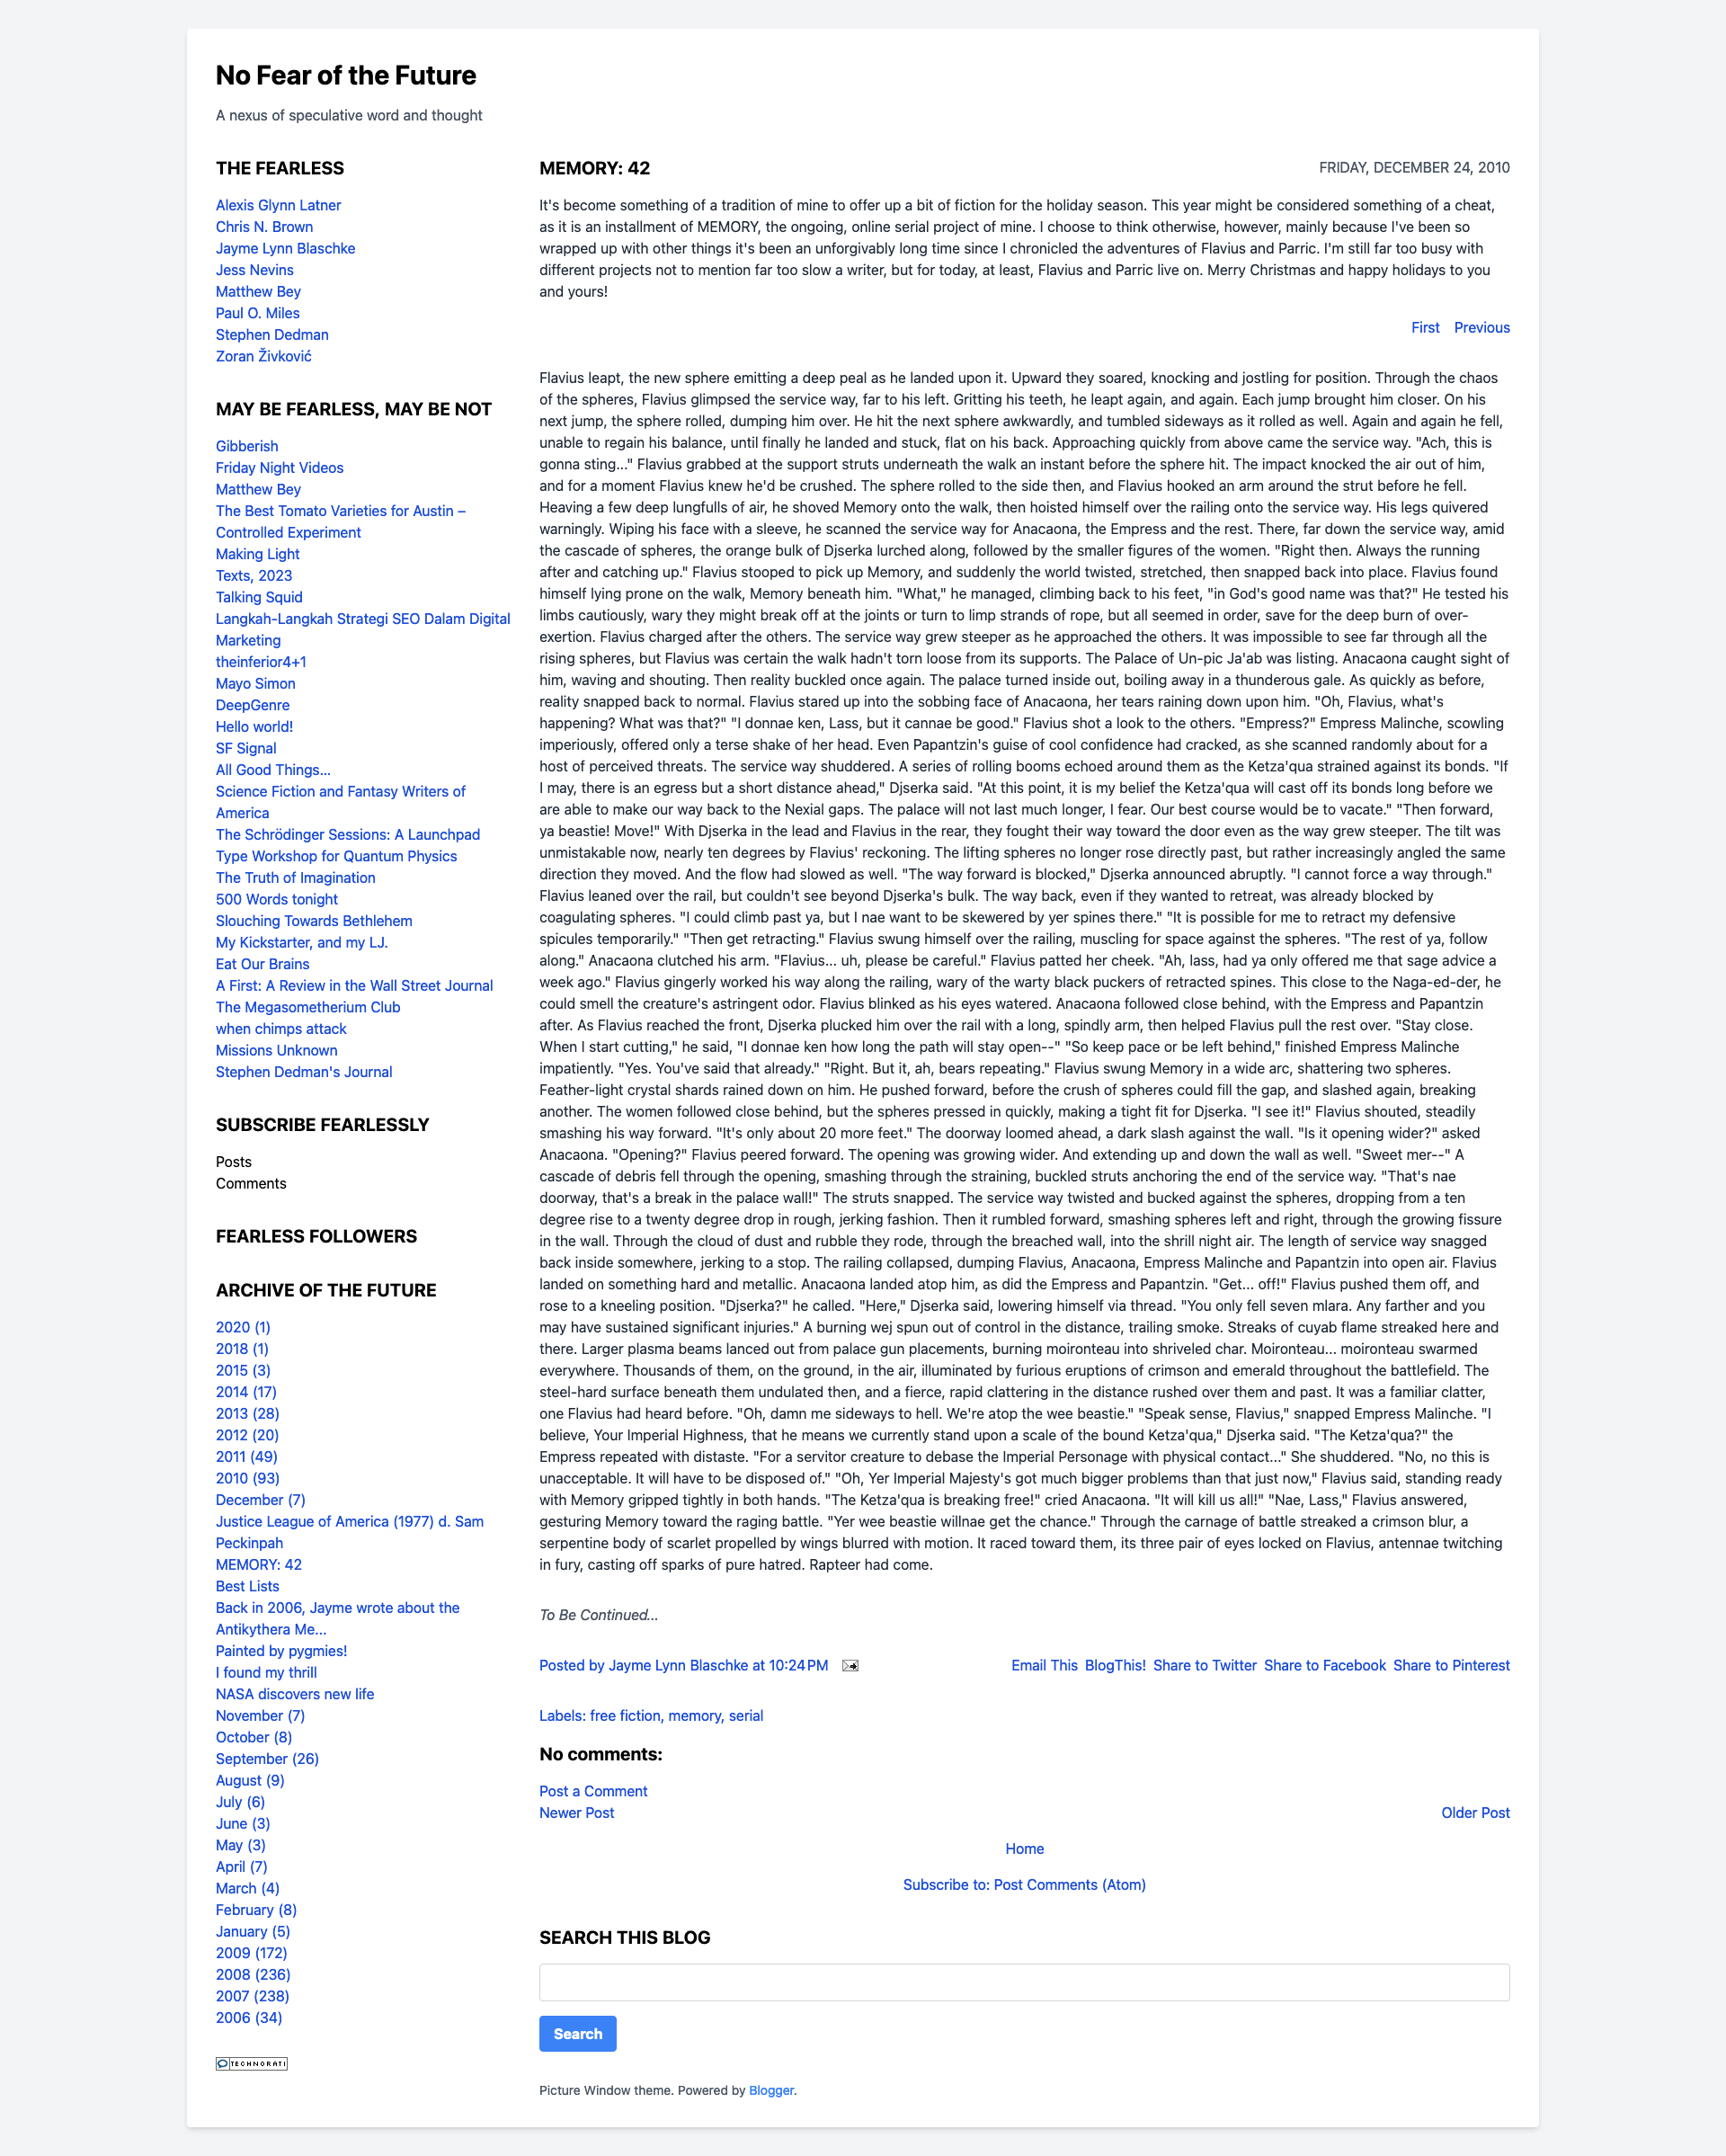 No Fear of the Future
A nexus of speculative word and thought
THE FEARLESS
Alexis Glynn Latner
Chris N. Brown
Jayme Lynn Blaschke
Jess Nevins
Matthew Bey
Paul O. Miles
Stephen Dedman
Zoran Živković
MAY BE FEARLESS, MAY BE NOT
Gibberish
Friday Night Videos
Matthew Bey
The Best Tomato Varieties for Austin –
Controlled Experiment
Making Light
Texts, 2023
Talking Squid
Langkah-Langkah Strategi SEO Dalam Digital
Marketing
theinferior4+1
Mayo Simon
DeepGenre
Hello world!
SF Signal
All Good Things...
Science Fiction and Fantasy Writers of
America
The Schrödinger Sessions: A Launchpad
Type Workshop for Quantum Physics
The Truth of Imagination
500 Words tonight
Slouching Towards Bethlehem
My Kickstarter, and my LJ.
Eat Our Brains
A First: A Review in the Wall Street Journal
The Megasometherium Club
when chimps attack
Missions Unknown
Stephen Dedman's Journal
SUBSCRIBE FEARLESSLY
Posts
Comments
FEARLESS FOLLOWERS
ARCHIVE OF THE FUTURE
2020 (1)
2018 (1)
2015 (3)
2014 (17)
2013 (28)
2012 (20)
2011 (49)
2010 (93)
December (7)
Justice League of America (1977) d. Sam
Peckinpah
MEMORY: 42
Best Lists
Back in 2006, Jayme wrote about the
Antikythera Me...
Painted by pygmies!
I found my thrill
NASA discovers new life
November (7)
October (8)
September (26)
August (9)
July (6)
June (3)
May (3)
April (7)
March (4)
February (8)
January (5)
2009 (172)
2008 (236)
2007 (238)
2006 (34)
TECHNORATI
MEMORY: 42
FRIDAY, DECEMBER 24, 2010
It's become something of a tradition of mine to offer up a bit of fiction for the holiday season. This year might be considered something of a cheat,
as it is an installment of MEMORY, the ongoing, online serial project of mine. I choose to think otherwise, however, mainly because I've been so
wrapped up with other things it's been an unforgivably long time since I chronicled the adventures of Flavius and Parric. I'm still far too busy with
different projects not to mention far too slow a writer, but for today, at least, Flavius and Parric live on. Merry Christmas and happy holidays to you
and yours!
First Previous
Flavius leapt, the new sphere emitting a deep peal as he landed upon it. Upward they soared, knocking and jostling for position. Through the chaos
of the spheres, Flavius glimpsed the service way, far to his left. Gritting his teeth, he leapt again, and again. Each jump brought him closer. On his
next jump, the sphere rolled, dumping him over. He hit the next sphere awkwardly, and tumbled sideways as it rolled as well. Again and again he fell,
unable to regain his balance, until finally he landed and stuck, flat on his back. Approaching quickly from above came the service way. "Ach, this is
gonna sting..." Flavius grabbed at the support struts underneath the walk an instant before the sphere hit. The impact knocked the air out of him,
and for a moment Flavius knew he'd be crushed. The sphere rolled to the side then, and Flavius hooked an arm around the strut before he fell.
Heaving a few deep lungfulls of air, he shoved Memory onto the walk, then hoisted himself over the railing onto the service way. His legs quivered
warningly. Wiping his face with a sleeve, he scanned the service way for Anacaona, the Empress and the rest. There, far down the service way, amid
the cascade of spheres, the orange bulk of Djserka lurched along, followed by the smaller figures of the women. "Right then. Always the running
after and catching up." Flavius stooped to pick up Memory, and suddenly the world twisted, stretched, then snapped back into place. Flavius found
himself lying prone on the walk, Memory beneath him. "What," he managed, climbing back to his feet, "in God's good name was that?" He tested his
limbs cautiously, wary they might break off at the joints or turn to limp strands of rope, but all seemed in order, save for the deep burn of over-
exertion. Flavius charged after the others. The service way grew steeper as he approached the others. It was impossible to see far through all the
rising spheres, but Flavius was certain the walk hadn't torn loose from its supports. The Palace of Un-pic Ja'ab was listing. Anacaona caught sight of
him, waving and shouting. Then reality buckled once again. The palace turned inside out, boiling away in a thunderous gale. As quickly as before,
reality snapped back to normal. Flavius stared up into the sobbing face of Anacaona, her tears raining down upon him. "Oh, Flavius, what's
happening? What was that?" "I donnae ken, Lass, but it cannae be good." Flavius shot a look to the others. "Empress?" Empress Malinche, scowling
imperiously, offered only a terse shake of her head. Even Papantzin's guise of cool confidence had cracked, as she scanned randomly about for a
host of perceived threats. The service way shuddered. A series of rolling booms echoed around them as the Ketza'qua strained against its bonds. "If
I may, there is an egress but a short distance ahead," Djserka said. "At this point, it is my belief the Ketza'qua will cast off its bonds long before we
are able to make our way back to the Nexial gaps. The palace will not last much longer, I fear. Our best course would be to vacate." "Then forward,
ya beastie! Move!" With Djserka in the lead and Flavius in the rear, they fought their way toward the door even as the way grew steeper. The tilt was
unmistakable now, nearly ten degrees by Flavius' reckoning. The lifting spheres no longer rose directly past, but rather increasingly angled the same
direction they moved. And the flow had slowed as well. "The way forward is blocked," Djserka announced abruptly. "I cannot force a way through."
Flavius leaned over the rail, but couldn't see beyond Djserka's bulk. The way back, even if they wanted to retreat, was already blocked by
coagulating spheres. "I could climb past ya, but I nae want to be skewered by yer spines there." "It is possible for me to retract my defensive
spicules temporarily." "Then get retracting." Flavius swung himself over the railing, muscling for space against the spheres. "The rest of ya, follow
along." Anacaona clutched his arm. "Flavius... uh, please be careful." Flavius patted her cheek. "Ah, lass, had ya only offered me that sage advice a
week ago." Flavius gingerly worked his way along the railing, wary of the warty black puckers of retracted spines. This close to the Naga-ed-der, he
could smell the creature's astringent odor. Flavius blinked as his eyes watered. Anacaona followed close behind, with the Empress and Papantzin
after. As Flavius reached the front, Djserka plucked him over the rail with a long, spindly arm, then helped Flavius pull the rest over. "Stay close.
When I start cutting," he said, "I donnae ken how long the path will stay open--" "So keep pace or be left behind," finished Empress Malinche
impatiently. "Yes. You've said that already." "Right. But it, ah, bears repeating." Flavius swung Memory in a wide arc, shattering two spheres.
Feather-light crystal shards rained down on him. He pushed forward, before the crush of spheres could fill the gap, and slashed again, breaking
another. The women followed close behind, but the spheres pressed in quickly, making a tight fit for Djserka. "I see it!" Flavius shouted, steadily
smashing his way forward. "It's only about 20 more feet." The doorway loomed ahead, a dark slash against the wall. "Is it opening wider?" asked
Anacaona. "Opening?" Flavius peered forward. The opening was growing wider. And extending up and down the wall as well. "Sweet mer--" A
cascade of debris fell through the opening, smashing through the straining, buckled struts anchoring the end of the service way. "That's nae
doorway, that's a break in the palace wall!" The struts snapped. The service way twisted and bucked against the spheres, dropping from a ten
degree rise to a twenty degree drop in rough, jerking fashion. Then it rumbled forward, smashing spheres left and right, through the growing fissure
in the wall. Through the cloud of dust and rubble they rode, through the breached wall, into the shrill night air. The length of service way snagged
back inside somewhere, jerking to a stop. The railing collapsed, dumping Flavius, Anacaona, Empress Malinche and Papantzin into open air. Flavius
landed on something hard and metallic. Anacaona landed atop him, as did the Empress and Papantzin. "Get... off!" Flavius pushed them off, and
rose to a kneeling position. "Djserka?" he called. "Here," Djserka said, lowering himself via thread. "You only fell seven mlara. Any farther and you
may have sustained significant injuries." A burning wej spun out of control in the distance, trailing smoke. Streaks of cuyab flame streaked here and
there. Larger plasma beams lanced out from palace gun placements, burning moironteau into shriveled char. Moironteau... moironteau swarmed
everywhere. Thousands of them, on the ground, in the air, illuminated by furious eruptions of crimson and emerald throughout the battlefield. The
steel-hard surface beneath them undulated then, and a fierce, rapid clattering in the distance rushed over them and past. It was a familiar clatter,
one Flavius had heard before. "Oh, damn me sideways to hell. We're atop the wee beastie." "Speak sense, Flavius," snapped Empress Malinche. "I
believe, Your Imperial Highness, that he means we currently stand upon a scale of the bound Ketza'qua," Djserka said. "The Ketza'qua?" the
Empress repeated with distaste. "For a servitor creature to debase the Imperial Personage with physical contact..." She shuddered. "No, no this is
unacceptable. It will have to be disposed of." "Oh, Yer Imperial Majesty's got much bigger problems than that just now," Flavius said, standing ready
with Memory gripped tightly in both hands. "The Ketza'qua is breaking free!" cried Anacaona. "It will kill us all!" "Nae, Lass," Flavius answered,
gesturing Memory toward the raging battle. "Yer wee beastie willnae get the chance." Through the carnage of battle streaked a crimson blur, a
serpentine body of scarlet propelled by wings blurred with motion. It raced toward them, its three pair of eyes locked on Flavius, antennae twitching
in fury, casting off sparks of pure hatred. Rapteer had come.
To Be Continued...
Posted by Jayme Lynn Blaschke at 10:24 PM
Email This BlogThis! Share to Twitter Share to Facebook Share to Pinterest
Labels: free fiction, memory, serial
No comments:
Post a Comment
Newer Post
Older Post
Home
Subscribe to: Post Comments (Atom)
SEARCH THIS BLOG
Search
Picture Window theme. Powered by Blogger.